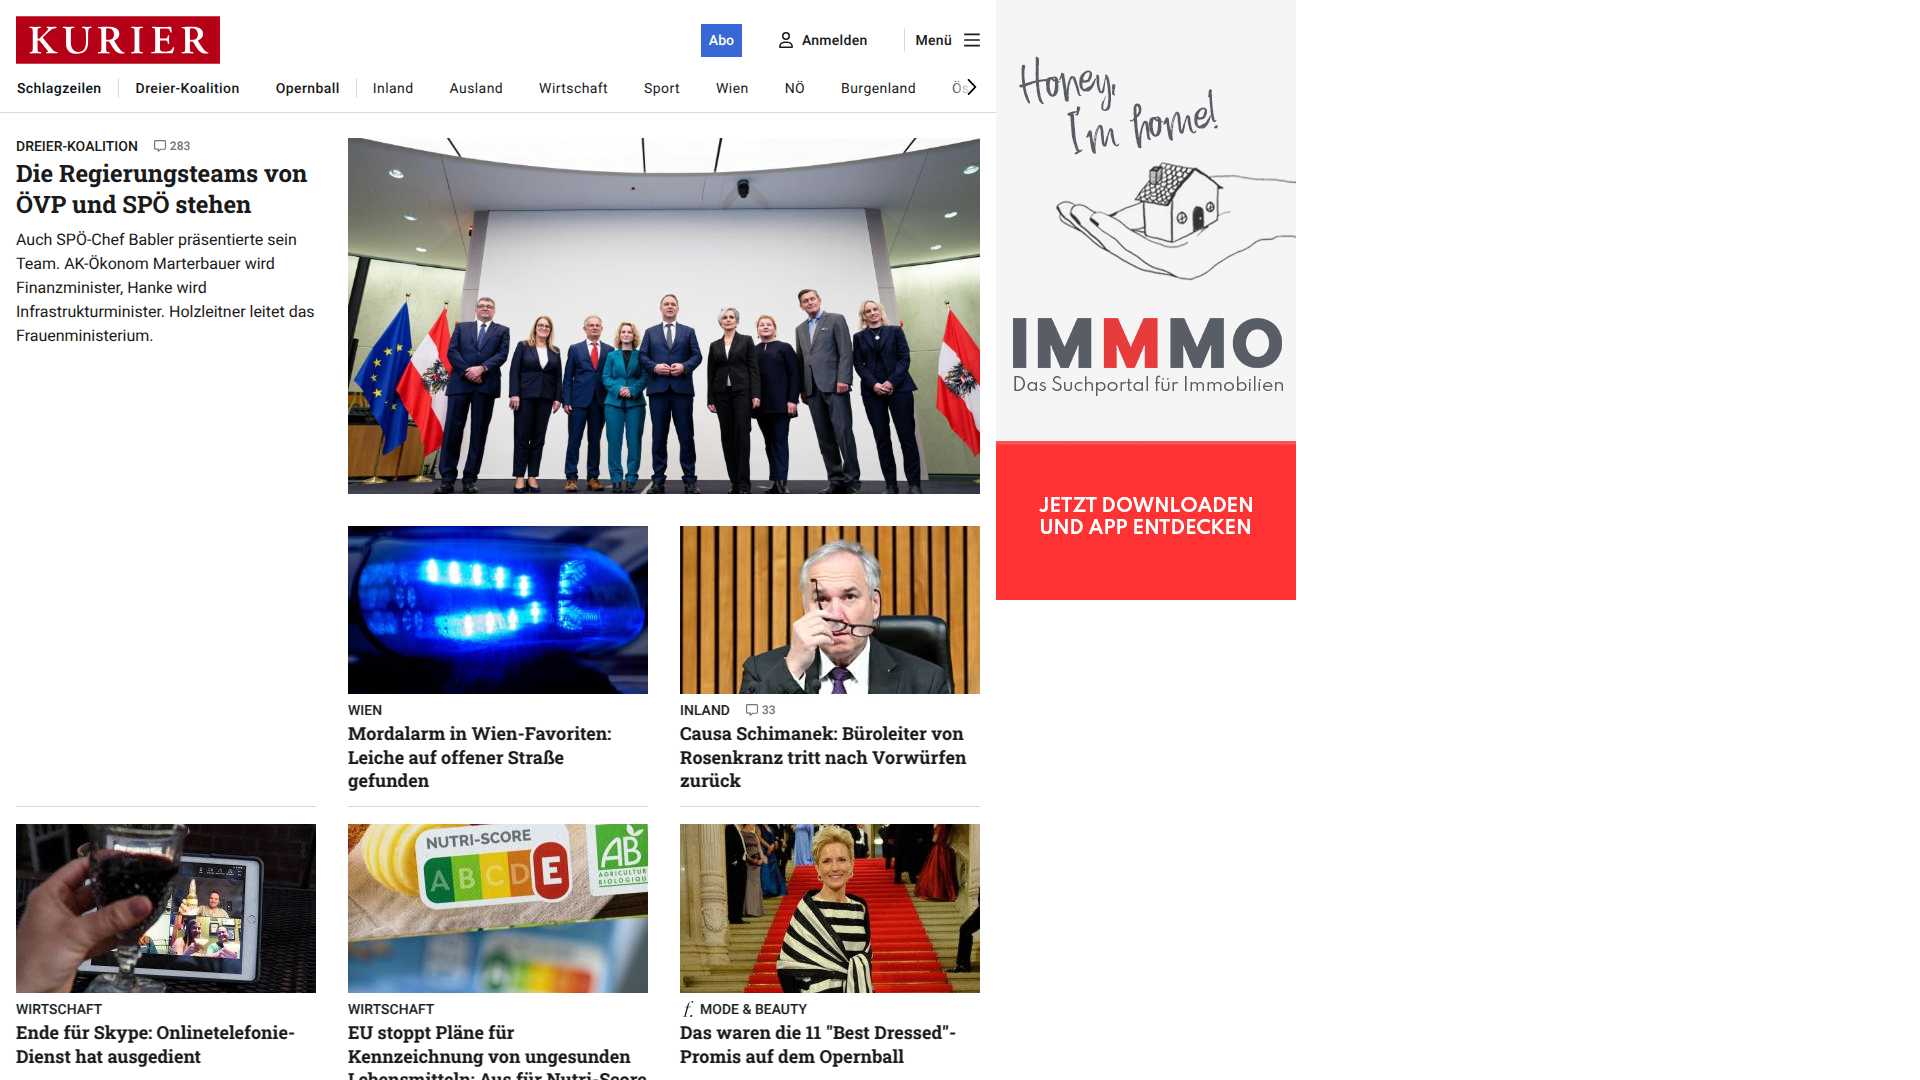 KURIER
Abo
Anmelden
Menü
Schlagzeilen
Dreier-Koalition
Opernball
Inland
Ausland
Wirtschaft
Sport
Wien
NÖ
Burgenland
DREIER-KOALITION 283
Die Regierungsteams von
ÖVP und SPÖ stehen
Auch SPÖ-Chef Babler präsentierte sein
Team. AK-Ökonom Marterbauer wird
Finanzminister, Hanke wird
Infrastrukturminister. Holzleitner leitet das
Frauenministerium.
WIEN
Mordalarm in Wien-Favoriten:
Leiche auf offener Straße
gefunden
INLAND 33
Causa Schimanek: Büroleiter von
Rosenkranz tritt nach Vorwürfen
zurück
WIRTSCHAFT
Ende für Skype: Onlinetelefonie-
Dienst hat ausgedient
NUTRI-SCORE
ABCDE
AB
AGRICULTURE
BIOLOGIQUE
WIRTSCHAFT
EU stoppt Pläne für
Kennzeichnung von ungesunden
Lebensmitteln: Aus für Nutri-Score
f. MODE & BEAUTY
Das waren die 11 "Best Dressed"-
Promis auf dem Opernball
Honey,
I'm home!
IMMMO
Das Suchportal für Immobilien
JETZT DOWNLOADEN
UND APP ENTDECKEN